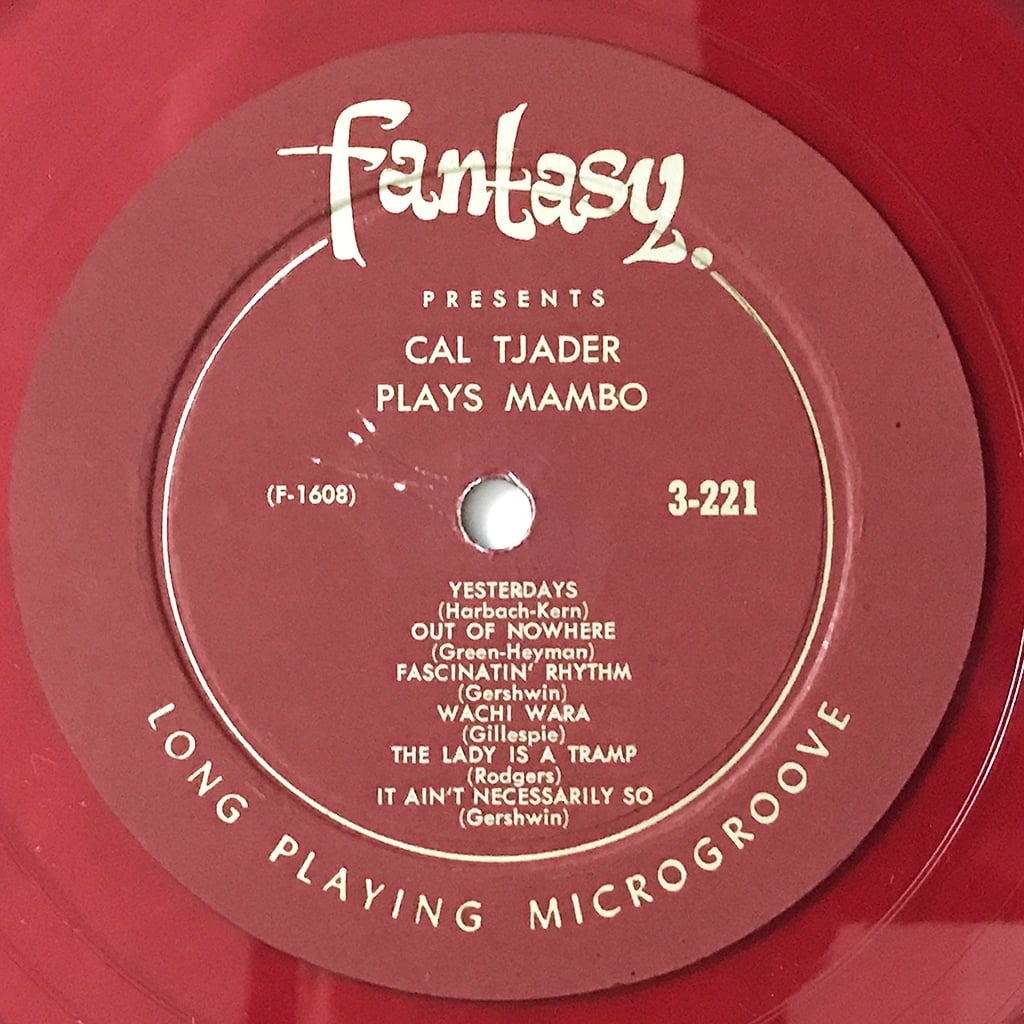 fantasy.
PRESENTS
CAL TJADER
PLAYS MAMBO
(F-1608)
3-221
YESTERDAYS
(Harbach-Kern)
OUT OF NOWHERE
(Green-Heyman)
FASCINATIN' RHYTHM
(Gershwin)
WACHI WARA
(Gillespie)
THE LADY IS A TRAMP
(Rodgers)
IT AIN'T NECESSARILY SO
(Gershwin)
LONG PLAYING MICROGROOVE